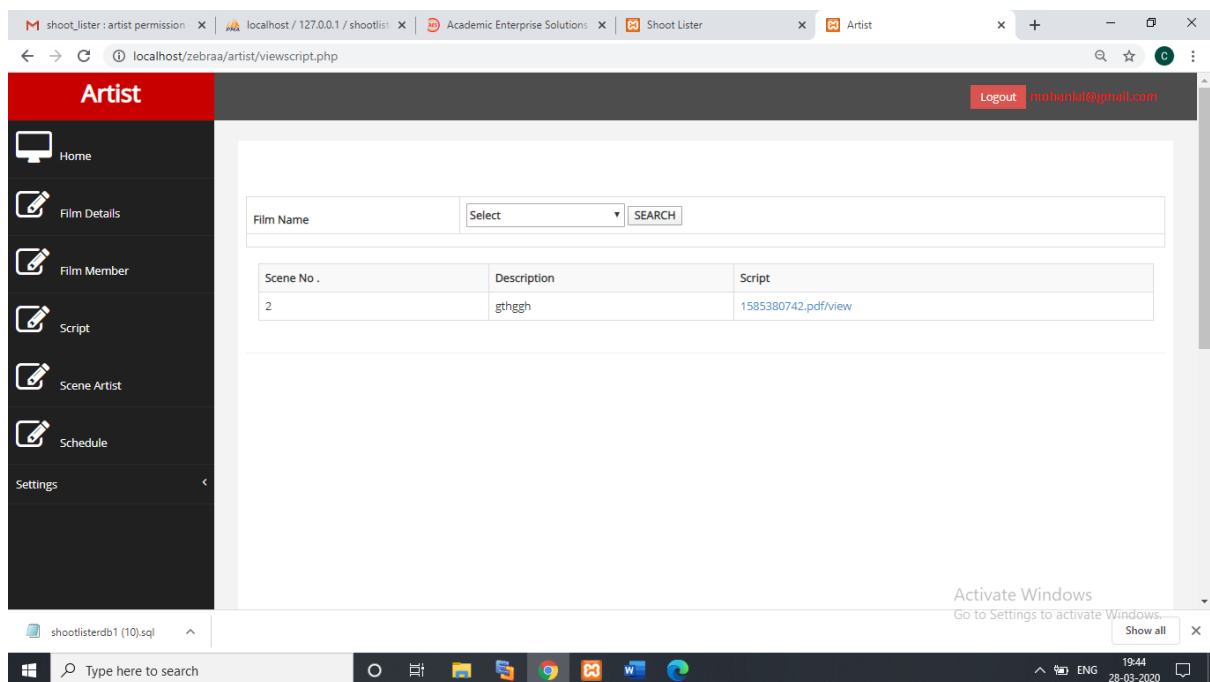 shoot_lister : artist permission
localhost / 127.0.0.1 / shootlist
Academic Enterprise Solutions
Shoot Lister
Artist
localhost/zebraa/artist/viewscript.php
C
Artist
Logout mohanlal@gmail.com
Home
Film Details
Film Member
Script
Scene Artist
Schedule
Settings
Film Name Select SEARCH
Scene No . Description Script
2 gthggh 1585380742.pdf/view
Activate Windows
Go to Settings to activate Windows.
shootlisterdb1 (10).sql
Show all
Type here to search
ENG
19:44
28-03-2020